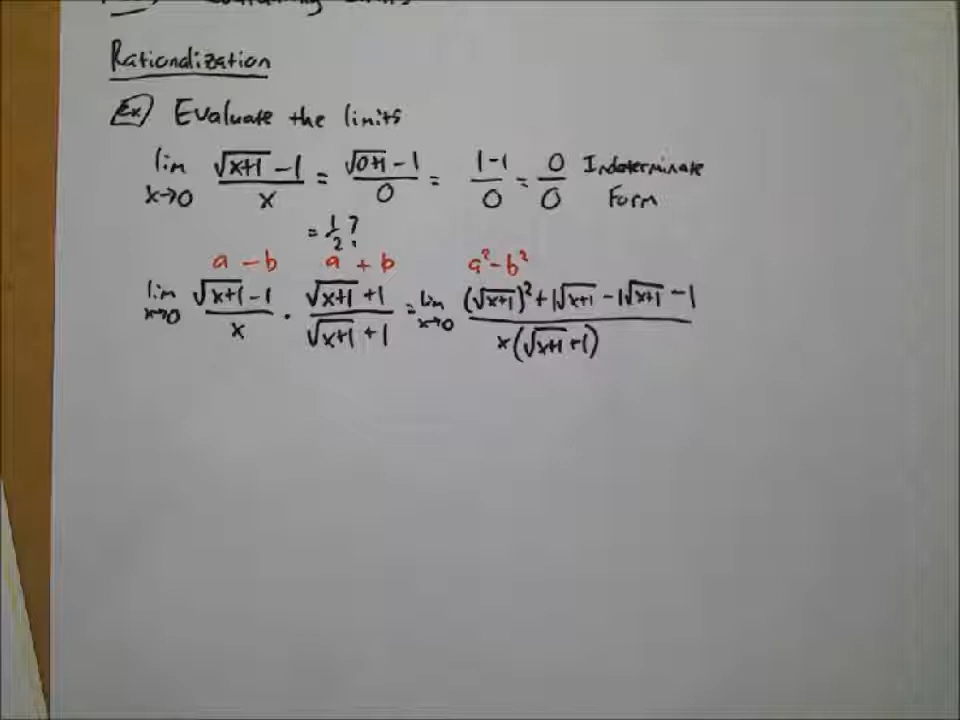 Rationalization
Ex) Evaluate the limits
lim x→0 (√(x+1) - 1)/x = (√(0+1) - 1)/0 = (1-1)/0 = 0/0 Indeterminate Form
= 1/2 ?
a - b a + b a² - b²
lim x→0 (√(x+1) - 1)/x · (√(x+1) + 1)/(√(x+1) + 1) = lim x→0 ((√(x+1))² + 1√(x+1) - 1√(x+1) - 1)/(x(√(x+1) + 1))